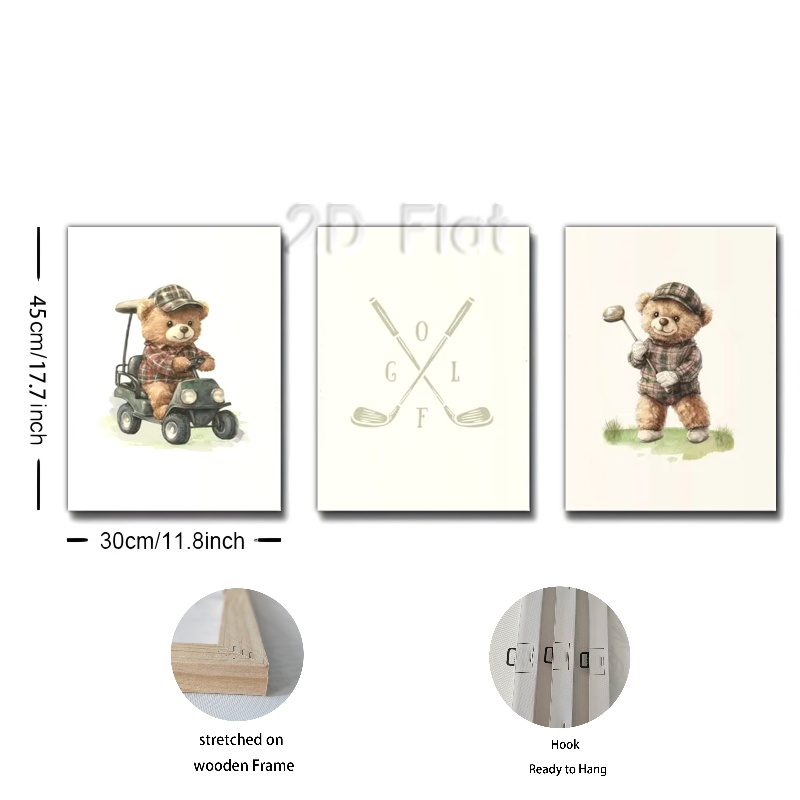 2D Flat
45cm/17.7inch
O
G L
F
30cm/11.8inch
stretched on
wooden Frame
Hook
Ready to Hang